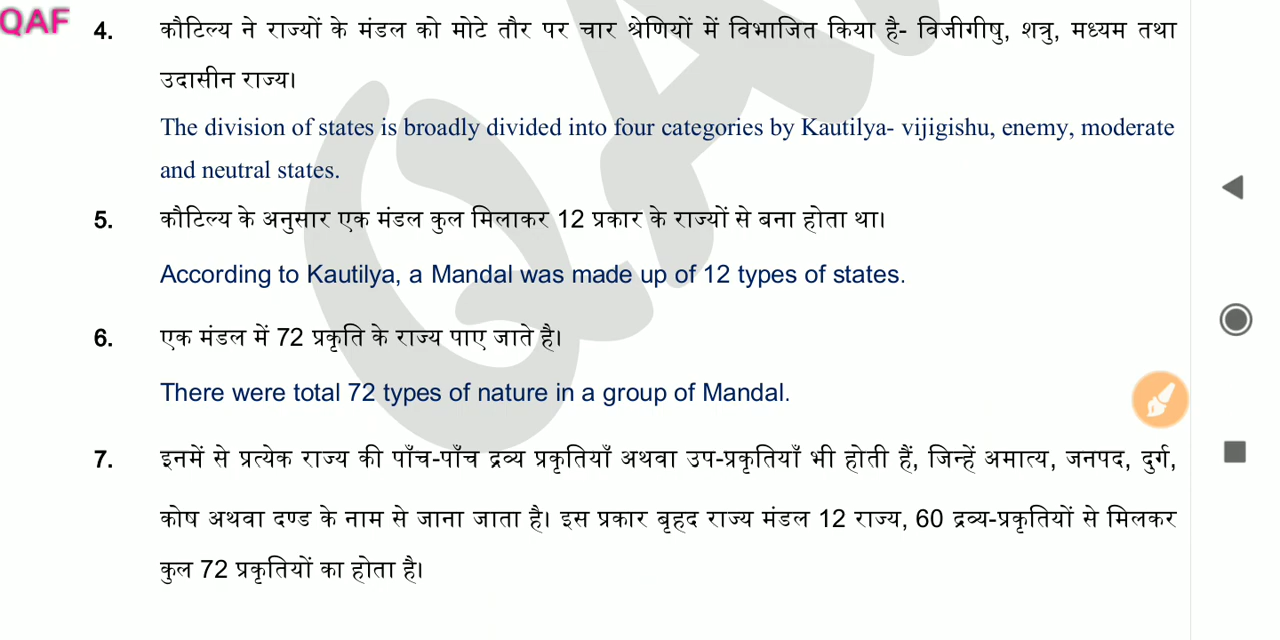 QAF
4. कौटिल्य ने राज्यों के मंडल को मोटे तौर पर चार श्रेणियों में विभाजित किया है- विजीगीषु, शत्रु, मध्यम तथा
उदासीन राज्य।
The division of states is broadly divided into four categories by Kautilya- vijigishu, enemy, moderate
and neutral states.
5. कौटिल्य के अनुसार एक मंडल कुल मिलाकर 12 प्रकार के राज्यों से बना होता था।
According to Kautilya, a Mandal was made up of 12 types of states.
6. एक मंडल में 72 प्रकृति के राज्य पाए जाते है।
There were total 72 types of nature in a group of Mandal.
7. इनमें से प्रत्येक राज्य की पाँच-पाँच द्रव्य प्रकृतियाँ अथवा उप-प्रकृतियाँ भी होती हैं, जिन्हें अमात्य, जनपद, दुर्ग,
कोष अथवा दण्ड के नाम से जाना जाता है। इस प्रकार बृहद राज्य मंडल 12 राज्य, 60 द्रव्य-प्रकृतियों से मिलकर
कुल 72 प्रकृतियों का होता है।